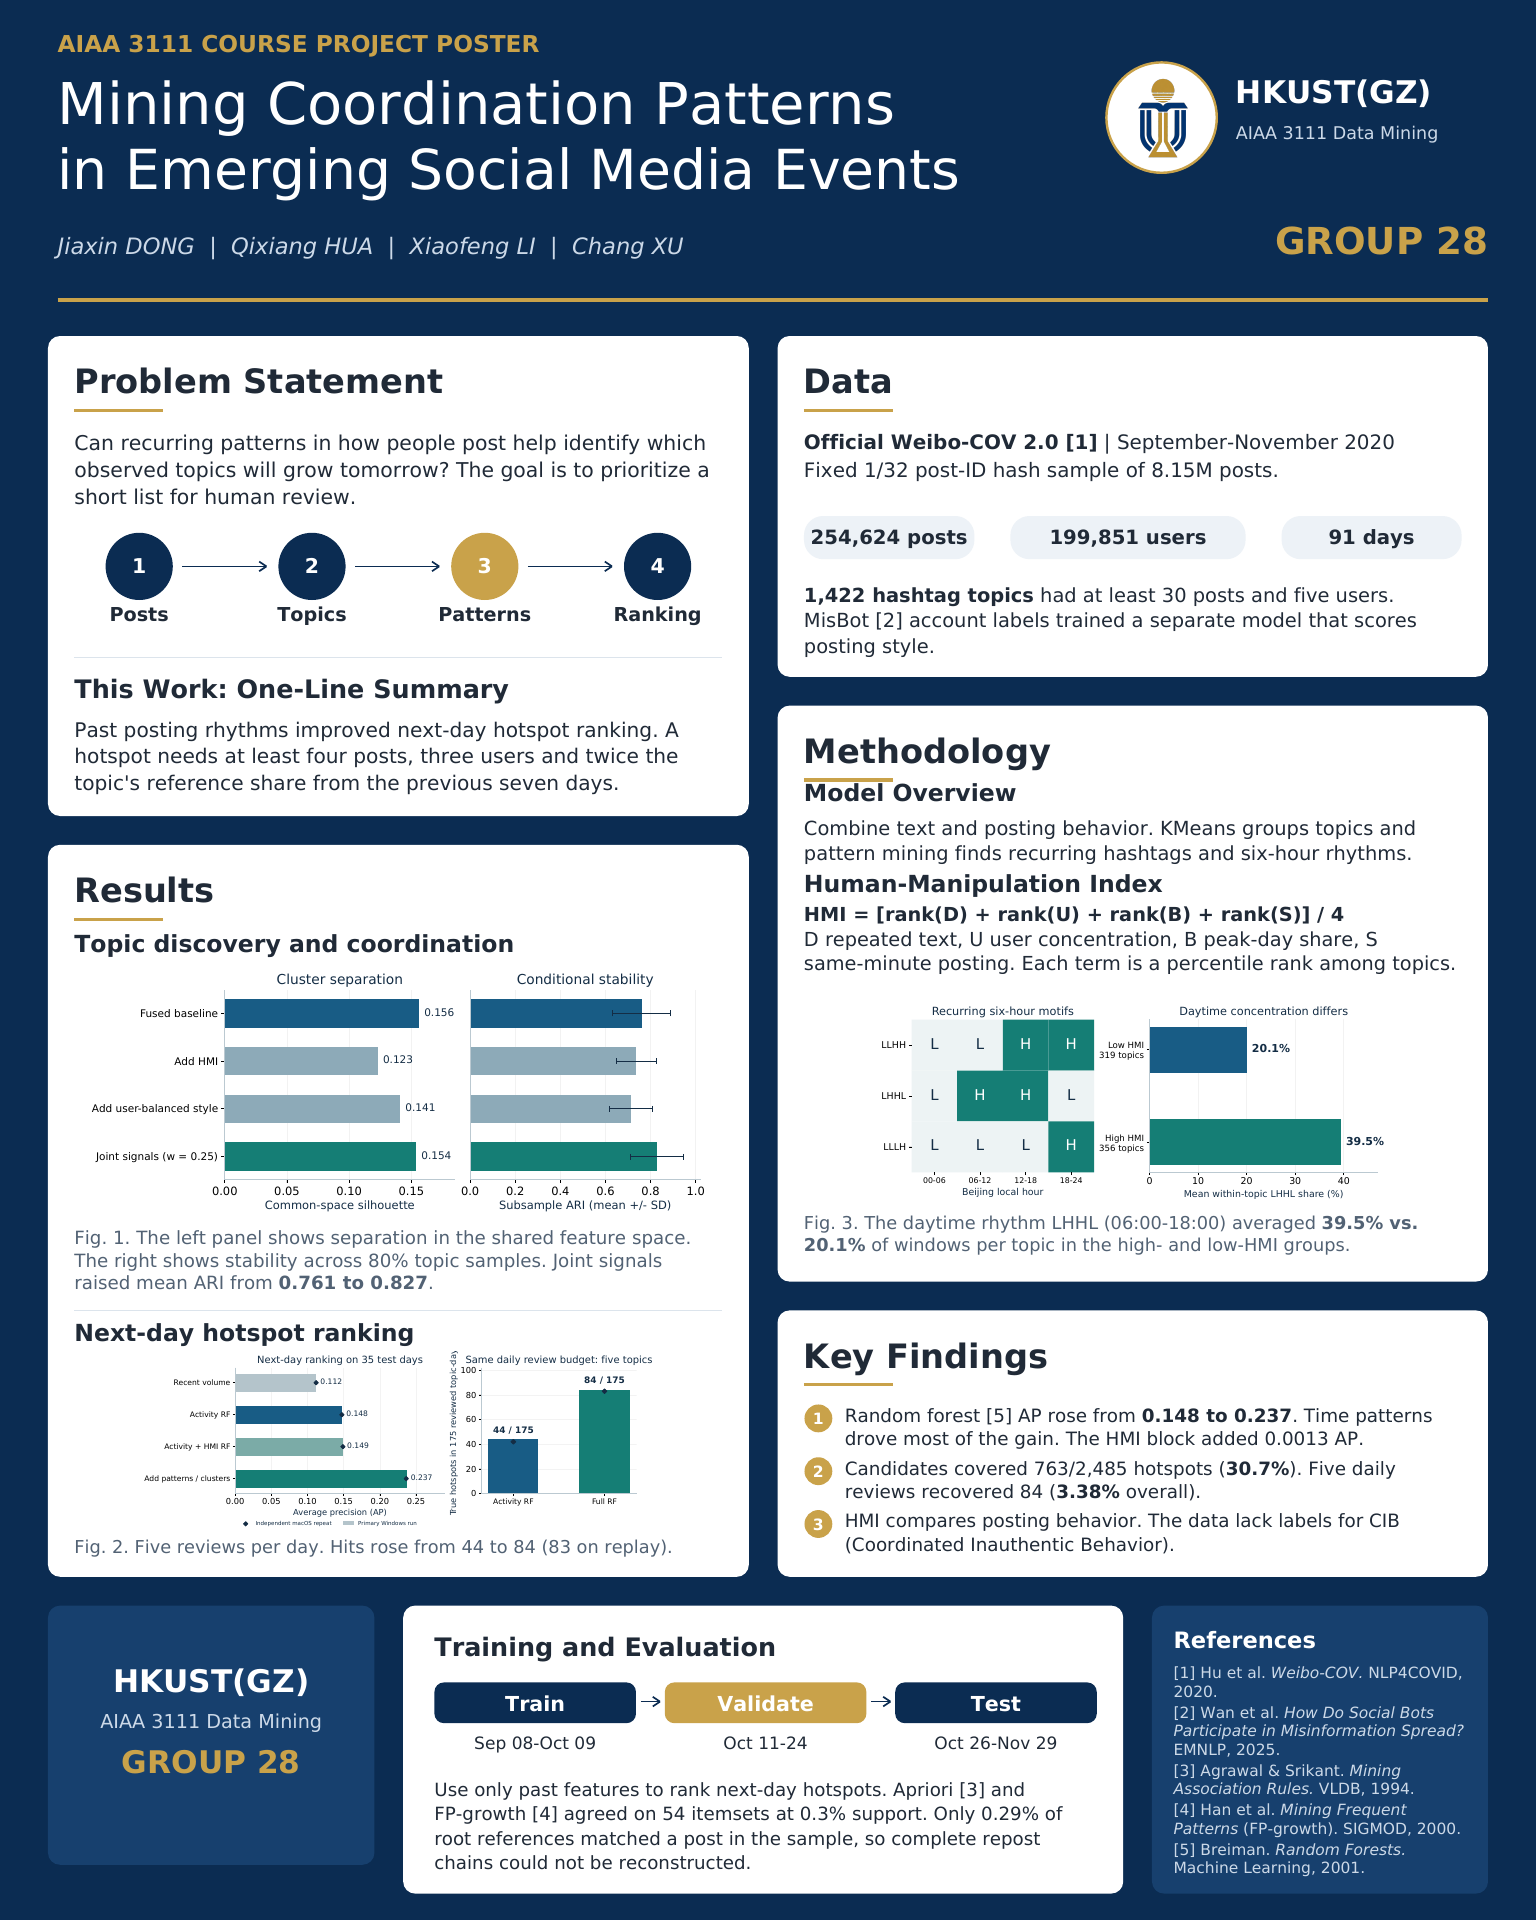 AIAA 3111 COURSE PROJECT POSTER
Mining Coordination Patterns
in Emerging Social Media Events
Jiaxin DONG | Qixiang HUA | Xiaofeng LI | Chang XU
HKUST(GZ)
AIAA 3111 Data Mining
GROUP 28
Problem Statement
Can recurring patterns in how people post help identify which
observed topics will grow tomorrow? The goal is to prioritize a
short list for human review.
1 2 3 4
Posts Topics Patterns Ranking
This Work: One-Line Summary
Past posting rhythms improved next-day hotspot ranking. A
hotspot needs at least four posts, three users and twice the
topic's reference share from the previous seven days.
Data
Official Weibo-COV 2.0 [1] | September-November 2020
Fixed 1/32 post-ID hash sample of 8.15M posts.
254,624 posts 199,851 users 91 days
1,422 hashtag topics had at least 30 posts and five users.
MisBot [2] account labels trained a separate model that scores
posting style.
Methodology
Model Overview
Combine text and posting behavior. KMeans groups topics and
pattern mining finds recurring hashtags and six-hour rhythms.
Human-Manipulation Index
HMI = [rank(D) + rank(U) + rank(B) + rank(S)] / 4
D repeated text, U user concentration, B peak-day share, S
same-minute posting. Each term is a percentile rank among topics.
Recurring six-hour motifs
LLHH L L H H
LHHL L H H L
LLLH L L L H
00-06 06-12 12-18 18-24
Beijing local hour
Daytime concentration differs
Low HMI
319 topics
20.1%
High HMI
356 topics
39.5%
0 10 20 30 40
Mean within-topic LHHL share (%)
Fig. 3. The daytime rhythm LHHL (06:00-18:00) averaged 39.5% vs.
20.1% of windows per topic in the high- and low-HMI groups.
Results
Topic discovery and coordination
Cluster separation
Fused baseline 0.156
Add HMI 0.123
Add user-balanced style 0.141
Joint signals (w = 0.25) 0.154
0.00 0.05 0.10 0.15
Common-space silhouette
Conditional stability
0.0 0.2 0.4 0.6 0.8 1.0
Subsample ARI (mean +/- SD)
Fig. 1. The left panel shows separation in the shared feature space.
The right shows stability across 80% topic samples. Joint signals
raised mean ARI from 0.761 to 0.827.
Next-day hotspot ranking
Next-day ranking on 35 test days
Recent volume 0.112
Activity RF 0.148
Activity + HMI RF 0.149
Add patterns / clusters 0.237
0.00 0.05 0.10 0.15 0.20 0.25
Average precision (AP)
Independent macOS repeat Primary Windows run
Same daily review budget: five topics
True hotspots in 175 reviewed topic-day
100
80
60
40
20
0
44 / 175
84 / 175
Activity RF Full RF
Fig. 2. Five reviews per day. Hits rose from 44 to 84 (83 on replay).
Key Findings
1 Random forest [5] AP rose from 0.148 to 0.237. Time patterns
drove most of the gain. The HMI block added 0.0013 AP.
2 Candidates covered 763/2,485 hotspots (30.7%). Five daily
reviews recovered 84 (3.38% overall).
3 HMI compares posting behavior. The data lack labels for CIB
(Coordinated Inauthentic Behavior).
HKUST(GZ)
AIAA 3111 Data Mining
GROUP 28
Training and Evaluation
Train Validate Test
Sep 08-Oct 09 Oct 11-24 Oct 26-Nov 29
Use only past features to rank next-day hotspots. Apriori [3] and
FP-growth [4] agreed on 54 itemsets at 0.3% support. Only 0.29% of
root references matched a post in the sample, so complete repost
chains could not be reconstructed.
References
[1] Hu et al. Weibo-COV. NLP4COVID,
2020.
[2] Wan et al. How Do Social Bots
Participate in Misinformation Spread?
EMNLP, 2025.
[3] Agrawal & Srikant. Mining
Association Rules. VLDB, 1994.
[4] Han et al. Mining Frequent
Patterns (FP-growth). SIGMOD, 2000.
[5] Breiman. Random Forests.
Machine Learning, 2001.